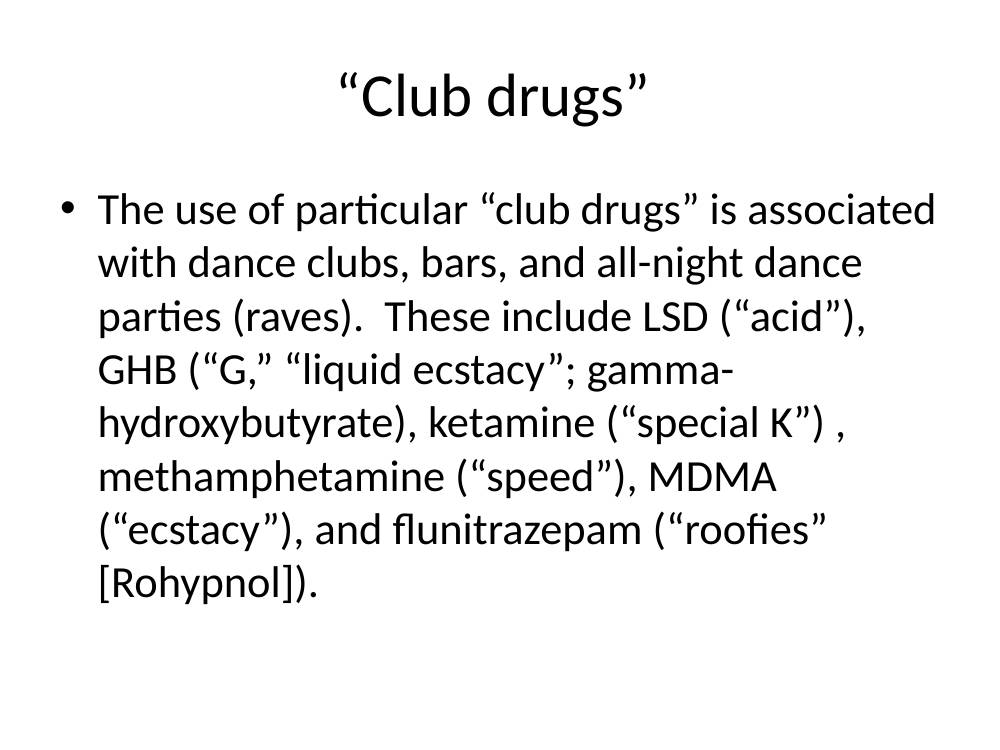 “Club drugs”
• The use of particular “club drugs” is associated
with dance clubs, bars, and all-night dance
parties (raves).  These include LSD (“acid”),
GHB (“G,” “liquid ecstacy”; gamma-
hydroxybutyrate), ketamine (“special K”) ,
methamphetamine (“speed”), MDMA
(“ecstacy”), and flunitrazepam (“roofies”
[Rohypnol]).